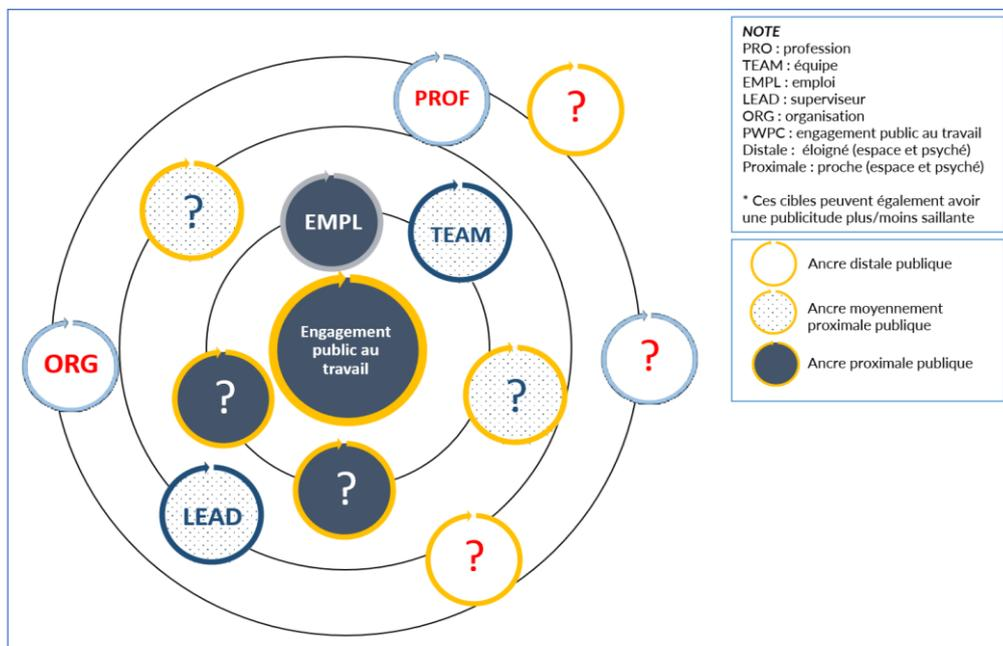 PROF
?
?
EMPL
TEAM
Engagement
public au
travail
ORG
?
?
?
?
LEAD
?
NOTE
PRO : profession
TEAM : équipe
EMPL : emploi
LEAD : superviseur
ORG : organisation
PWPC : engagement public au travail
Distale : éloigné (espace et psyché)
Proximale : proche (espace et psyché)
* Ces cibles peuvent également avoir
une publicitude plus/moins saillante
Ancre distale publique
Ancre moyennement
proximale publique
Ancre proximale publique